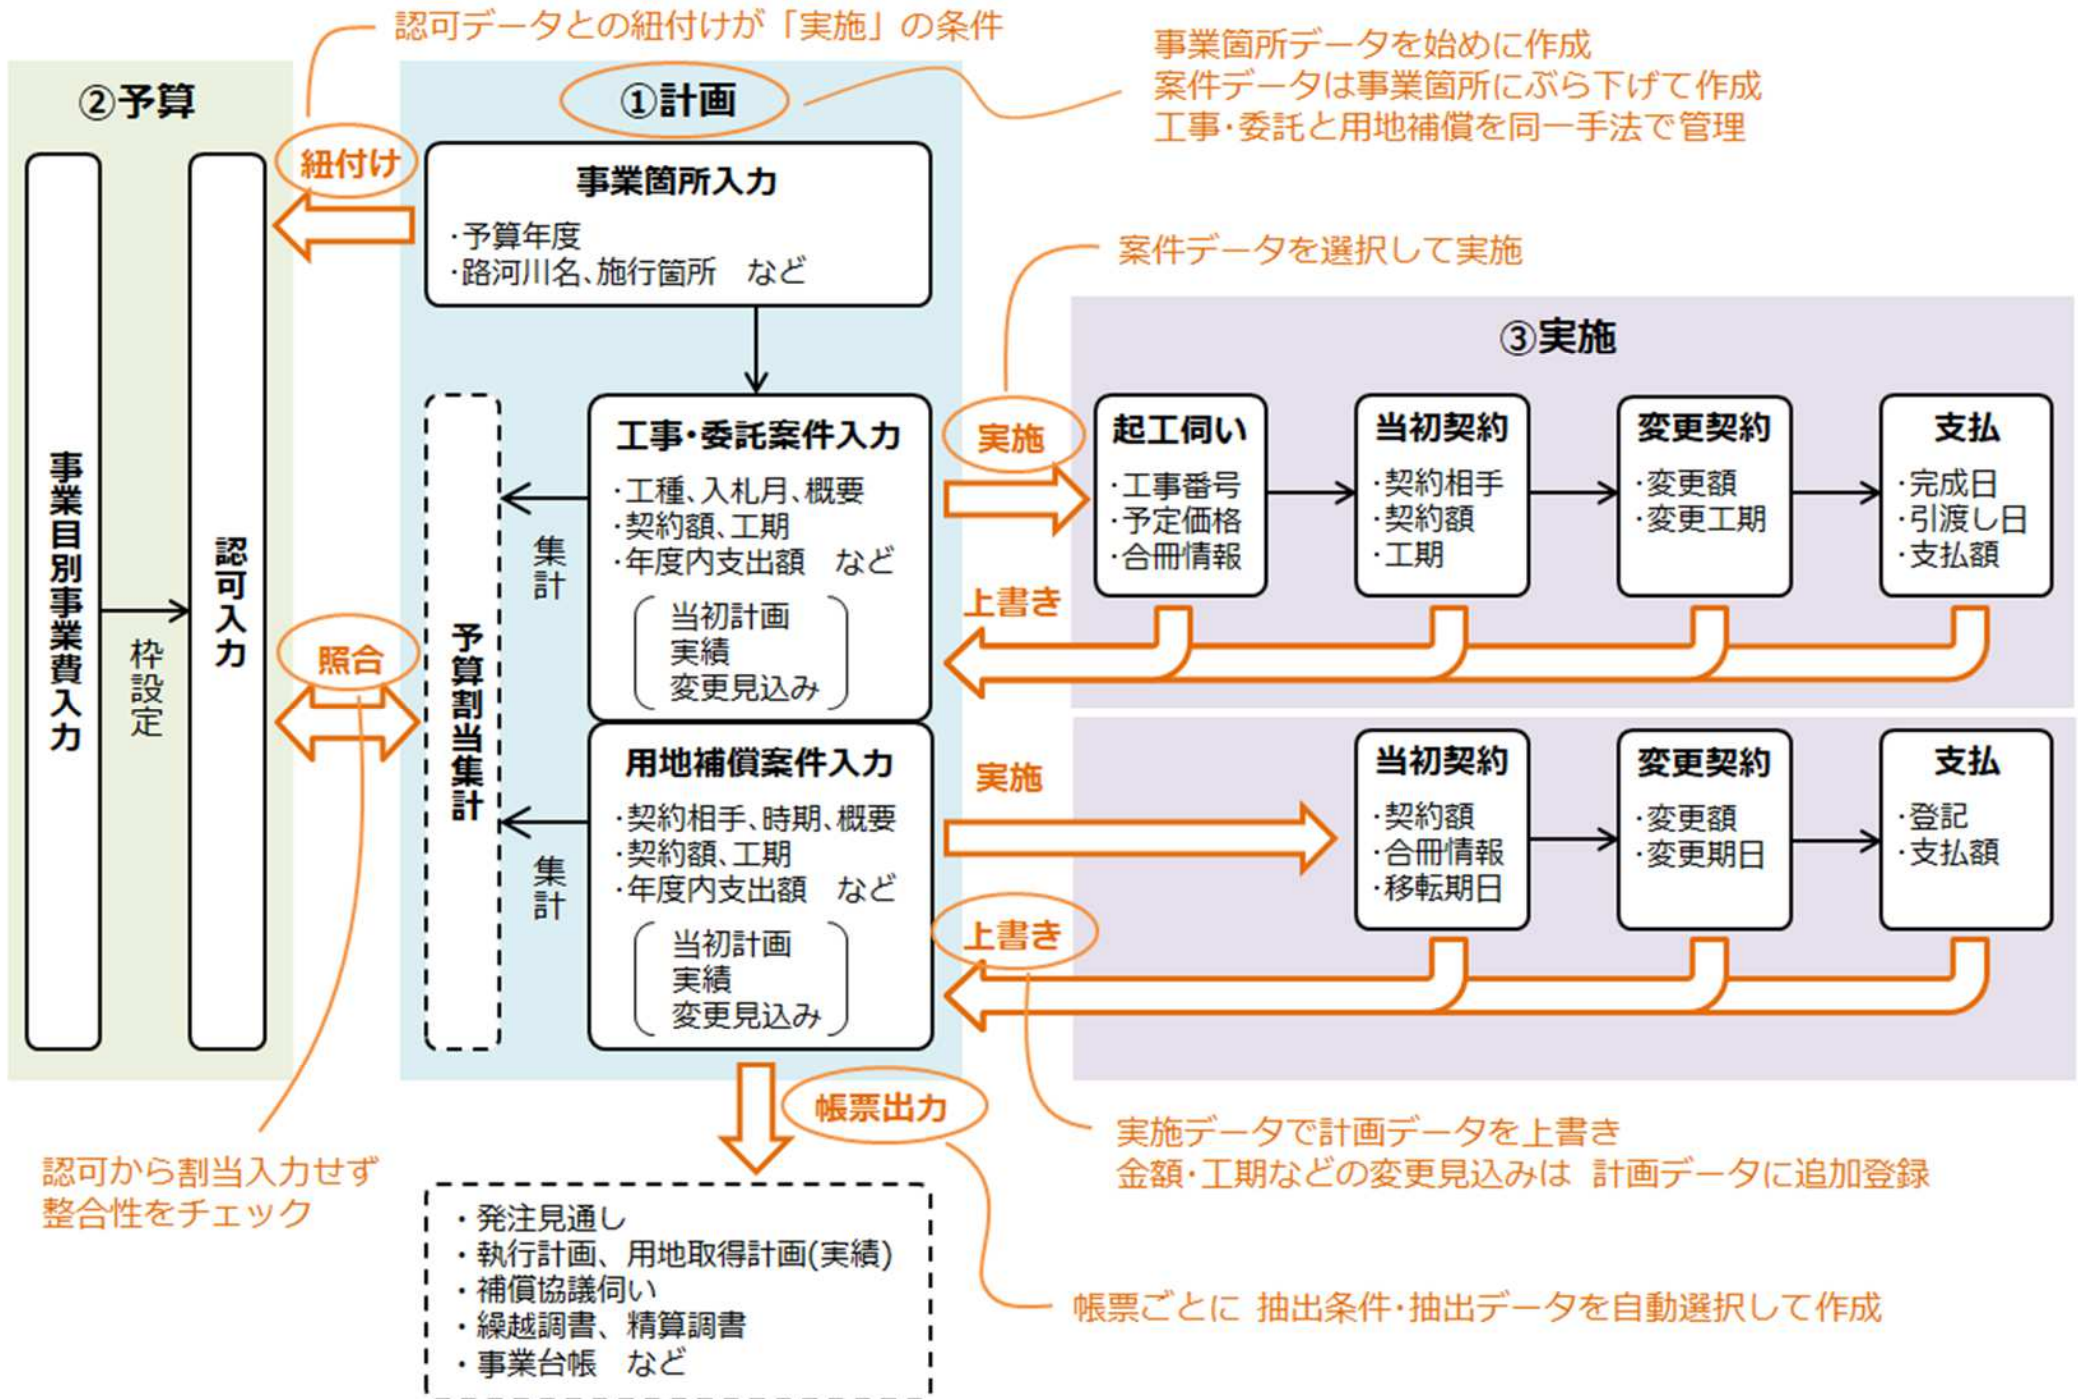 認可データとの紐付けが「実施」の条件
事業箇所データを始めに作成
案件データは事業箇所にぶら下げて作成
工事・委託と用地補償を同一手法で管理
②予算
①計画
紐付け
事業箇所入力
・予算年度
・路河川名、施行箇所　など
案件データを選択して実施
③実施
事業目別事業費入力
枠設定
認可入力
照合
予算割当集計
集計
工事・委託案件入力
・工種、入札月、概要
・契約額、工期
・年度内支出額　など
当初計画
実績
変更見込み
実施
起工伺い
・工事番号
・予定価格
・合冊情報
当初契約
・契約相手
・契約額
・工期
変更契約
・変更額
・変更工期
支払
・完成日
・引渡し日
・支払額
上書き
集計
用地補償案件入力
・契約相手、時期、概要
・契約額、工期
・年度内支出額　など
当初計画
実績
変更見込み
実施
当初契約
・契約額
・合冊情報
・移転期日
変更契約
・変更額
・変更期日
支払
・登記
・支払額
上書き
帳票出力
認可から割当入力せず
整合性をチェック
実施データで計画データを上書き
金額・工期などの変更見込みは 計画データに追加登録
・発注見通し
・執行計画、用地取得計画(実績)
・補償協議伺い
・繰越調書、精算調書
・事業台帳　など
帳票ごとに 抽出条件・抽出データを自動選択して作成